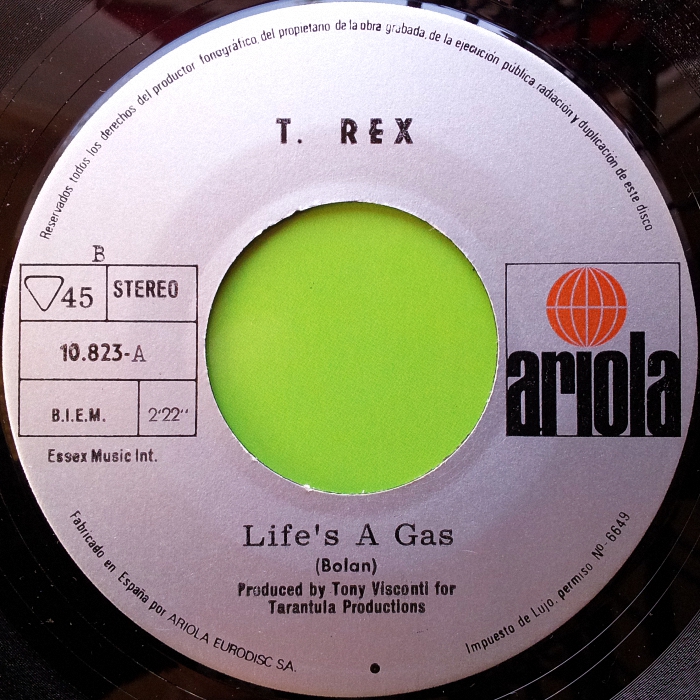 Reservados todos los derechos del productor fonográfico, del propietario de la obra grabada, de la ejecución pública, radiación y duplicación de este disco
T. REX
B
45
STEREO
10.823-A
B.I.E.M.
2'22''
Essex Music Int.
ariola
Life's A Gas
(Bolan)
Produced by Tony Visconti for
Tarantula Productions
Fabricado en España por ARIOLA EURODISC S.A.
Impuesto de Lujo, permiso Nº 6649